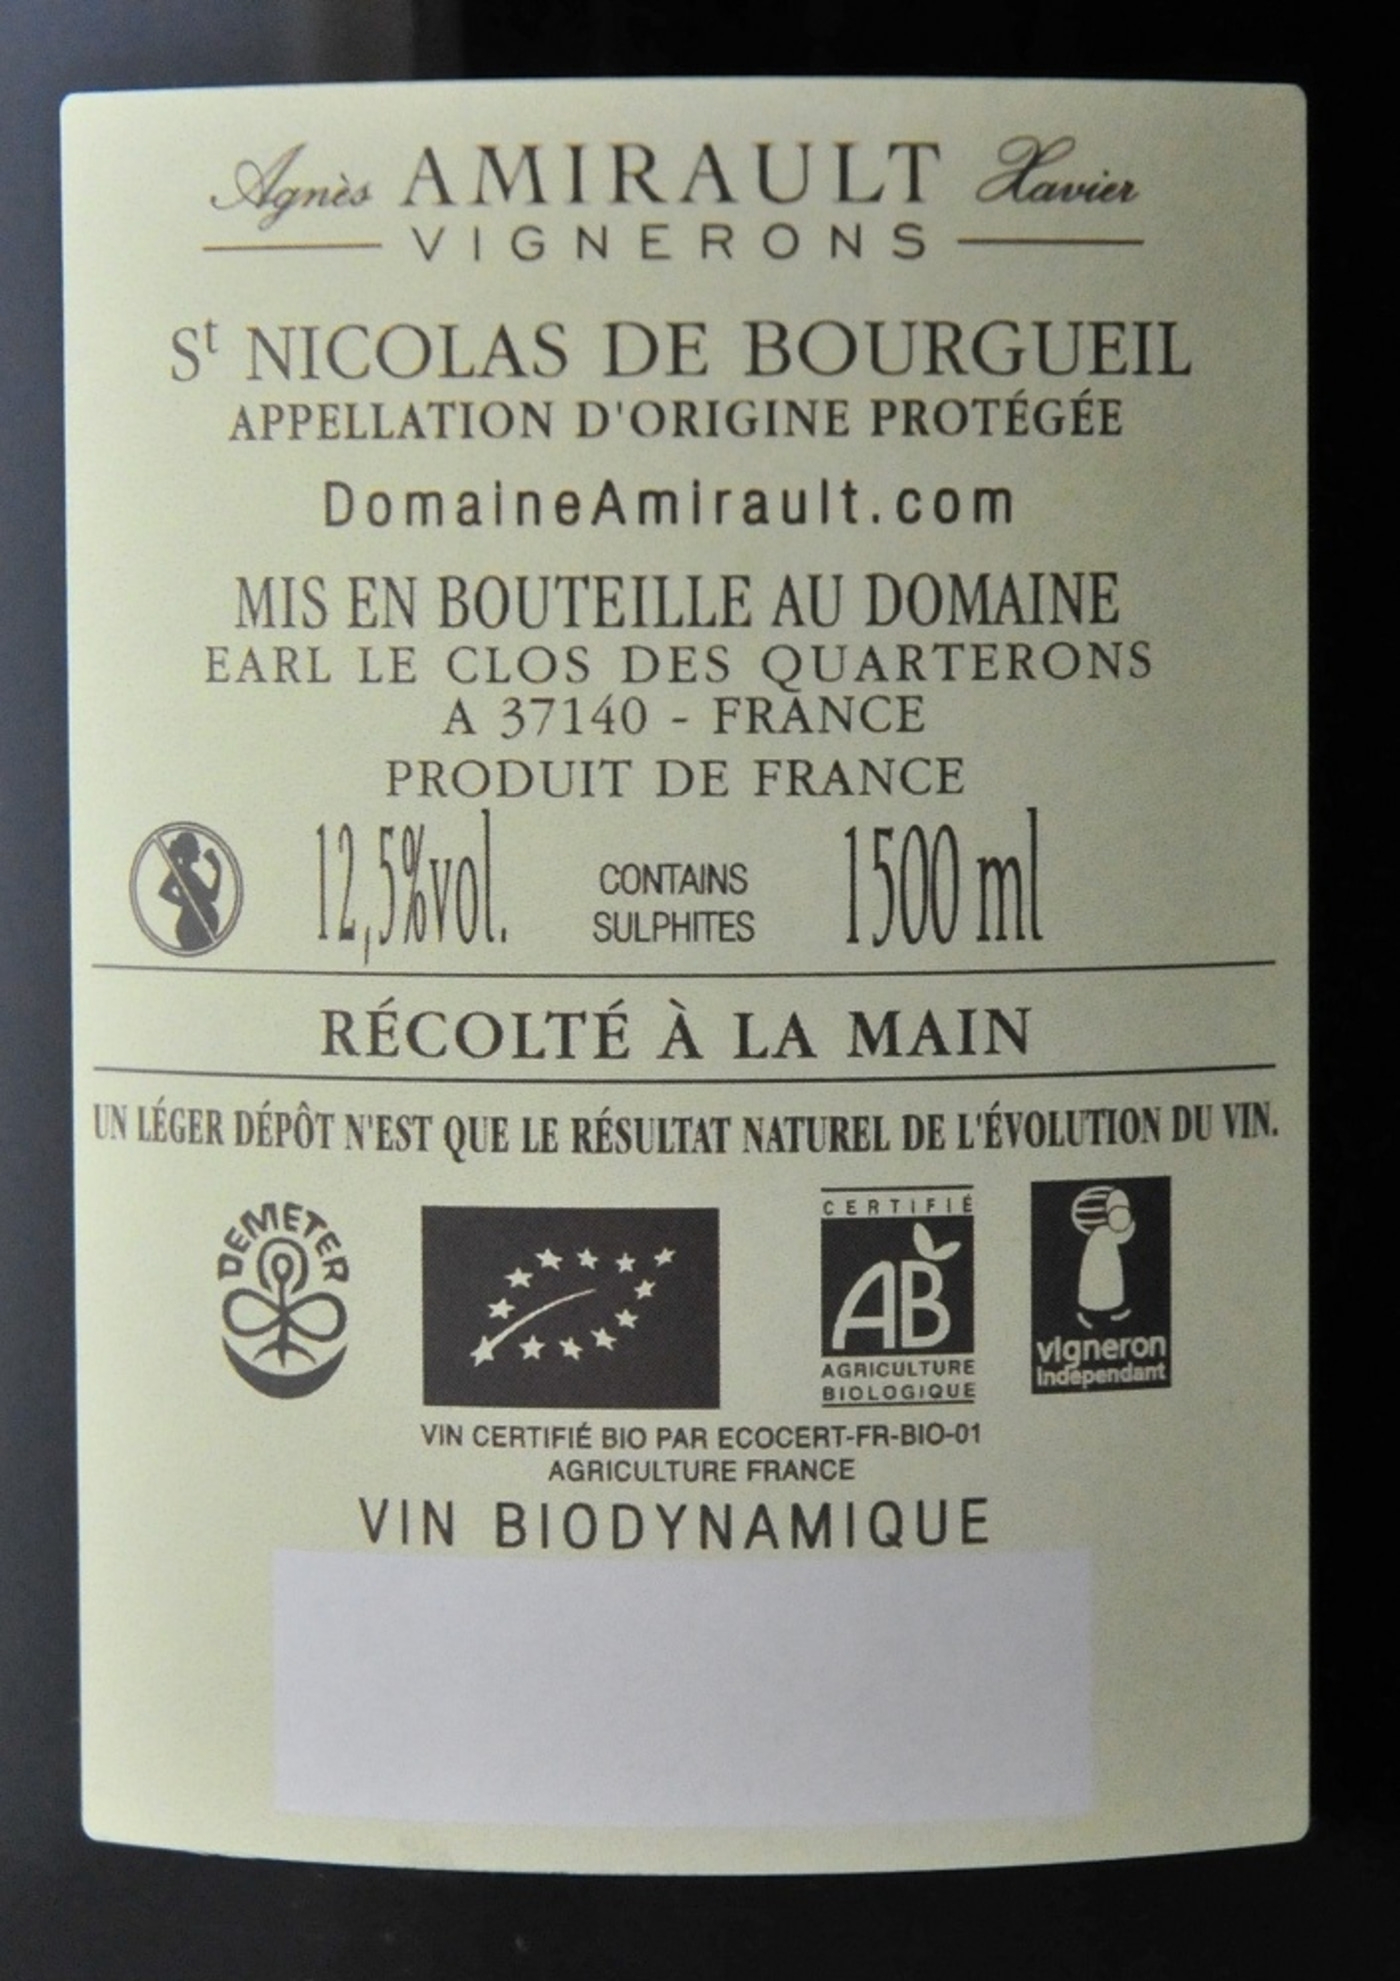 Agnès AMIRAULT Xavier
VIGNERONS
St NICOLAS DE BOURGUEIL
APPELLATION D'ORIGINE PROTÉGÉE
DomaineAmirault.com
MIS EN BOUTEILLE AU DOMAINE
EARL LE CLOS DES QUARTERONS
A 37140 - FRANCE
PRODUIT DE FRANCE
12,5%vol. CONTAINS SULPHITES 1500 ml
RÉCOLTÉ À LA MAIN
UN LÉGER DÉPÔT N'EST QUE LE RÉSULTAT NATUREL DE L'ÉVOLUTION DU VIN.
DEMETER
CERTIFIÉ
AB
AGRICULTURE
BIOLOGIQUE
vigneron
indépendant
VIN CERTIFIÉ BIO PAR ECOCERT-FR-BIO-01
AGRICULTURE FRANCE
VIN BIODYNAMIQUE